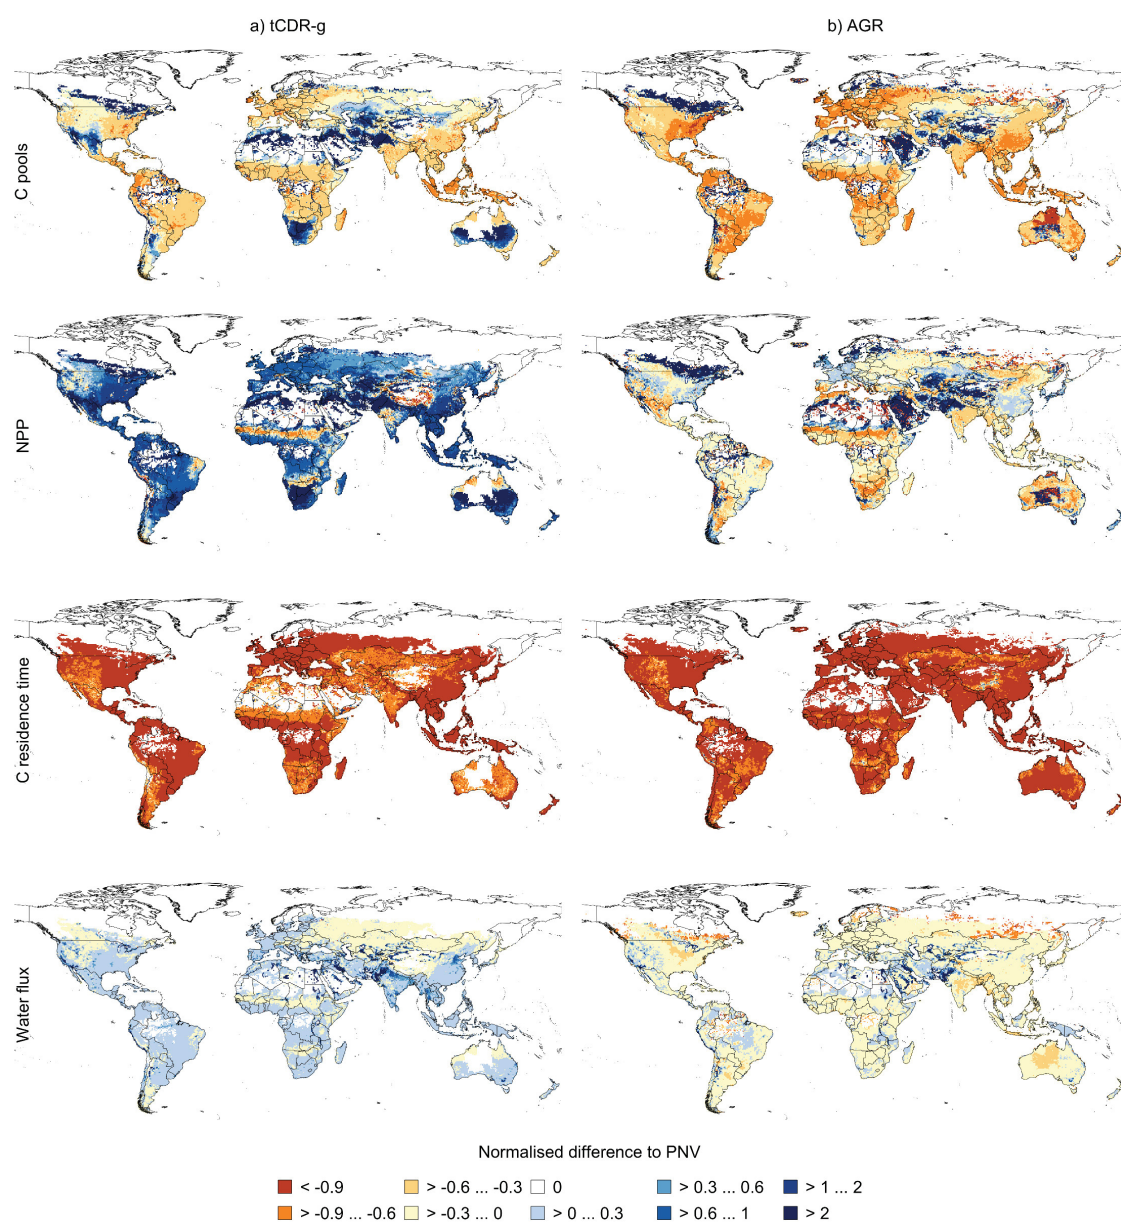 a) tCDR-g
b) AGR
C pools
NPP
C residence time
Water flux
Normalised difference to PNV
< -0.9
> -0.6 ... -0.3
0
> 0.3 ... 0.6
> 1 ... 2
> -0.9 ... -0.6
> -0.3 ... 0
> 0 ... 0.3
> 0.6 ... 1
> 2